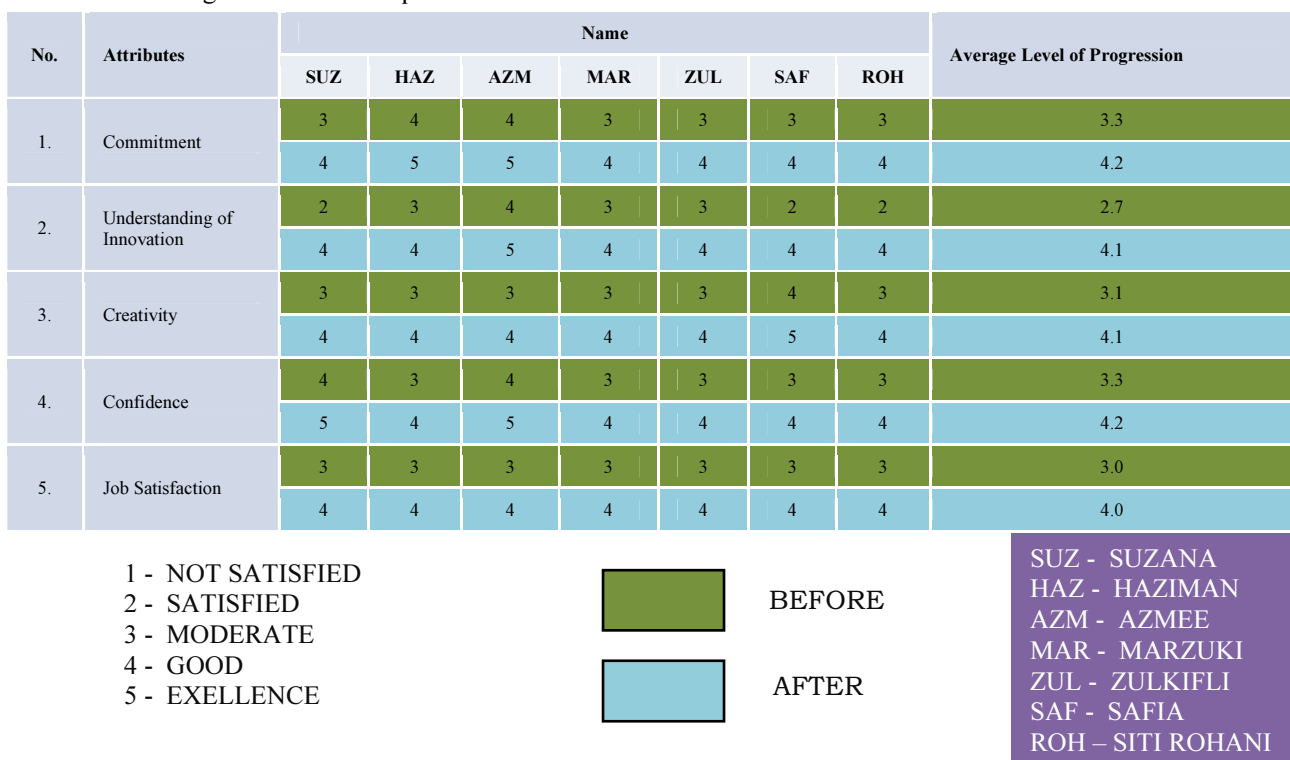 No. Attributes Name Average Level of Progression
SUZ HAZ AZM MAR ZUL SAF ROH
1. Commitment 3 4 4 3 3 3 3 3.3
4 5 5 4 4 4 4 4.2
2. Understanding of Innovation 2 3 4 3 3 2 2 2.7
4 4 5 4 4 4 4 4.1
3. Creativity 3 3 3 3 3 4 3 3.1
4 4 4 4 4 5 4 4.1
4. Confidence 4 3 4 3 3 3 3 3.3
5 4 5 4 4 4 4 4.2
5. Job Satisfaction 3 3 3 3 3 3 3 3.0
4 4 4 4 4 4 4 4.0
1 - NOT SATISFIED
2 - SATISFIED
3 - MODERATE
4 - GOOD
5 - EXELLENCE
BEFORE
AFTER
SUZ - SUZANA
HAZ - HAZIMAN
AZM - AZMEE
MAR - MARZUKI
ZUL - ZULKIFLI
SAF - SAFIA
ROH – SITI ROHANI